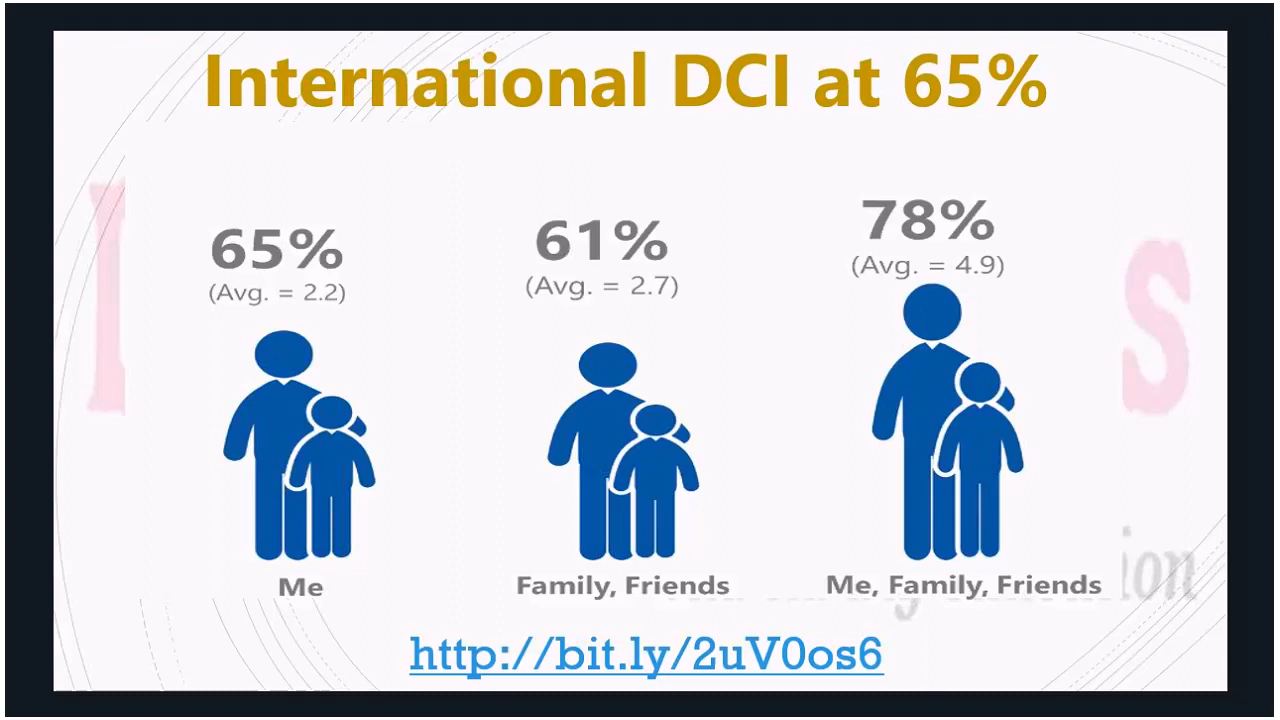 International DCI at 65%
65%
(Avg. = 2.2)
61%
(Avg. = 2.7)
78%
(Avg. = 4.9)
Me
Family, Friends
Me, Family, Friends
http://bit.ly/2uV0os6